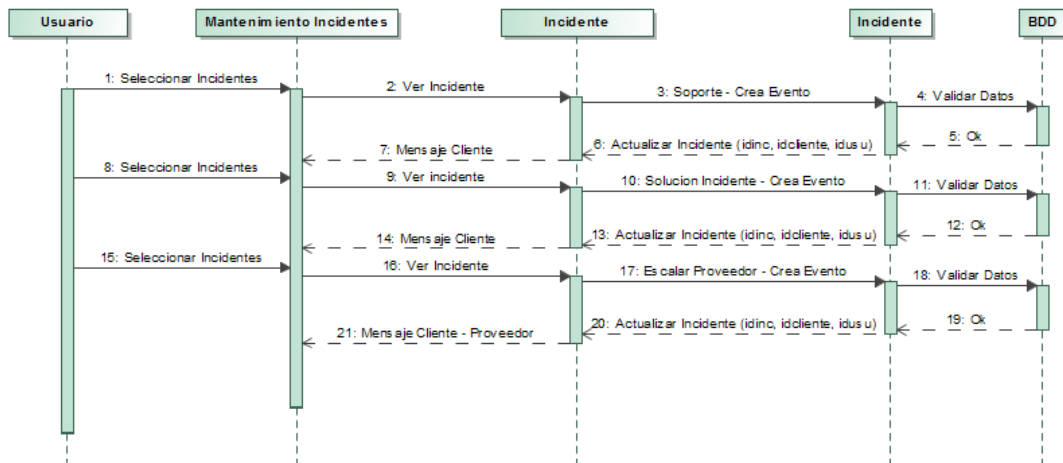 Usuario
Mantenimiento Incidentes
Incidente
Incidente
BDD
1: Seleccionar Incidentes
2: Ver Incidente
3: Soporte - Crea Evento
4: Validar Datos
5: Ok
6: Actualizar Incidente (idinc, idcliente, idusu)
7: Mensaje Cliente
8: Seleccionar Incidentes
9: Ver incidente
10: Solucion Incidente - Crea Evento
11: Validar Datos
12: Ok
13: Actualizar Incidente (idinc, idcliente, idusu)
14: Mensaje Cliente
15: Seleccionar Incidentes
16: Ver Incidente
17: Escalar Proveedor - Crea Evento
18: Validar Datos
19: Ok
20: Actualizar Incidente (idinc, idcliente, idusu)
21: Mensaje Cliente - Proveedor